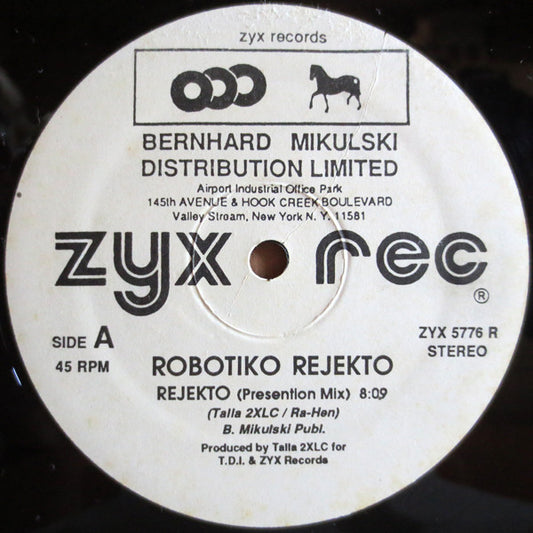 zyx records
BERNHARD MIKULSKI
DISTRIBUTION LIMITED
Airport Industrial Office Park
145th AVENUE & HOOK CREEK BOULEVARD
Valley Stream, New York N. Y. 11581
zyx rec
®
SIDE A
45 RPM
ZYX 5776 R
STEREO
ROBOTIKO REJEKTO
REJEKTO (Presention Mix) 8:09
(Talla 2XLC / Ra-Hen)
B. Mikulski Publ.
Produced by Talla 2XLC for
T.D.I. & ZYX Records